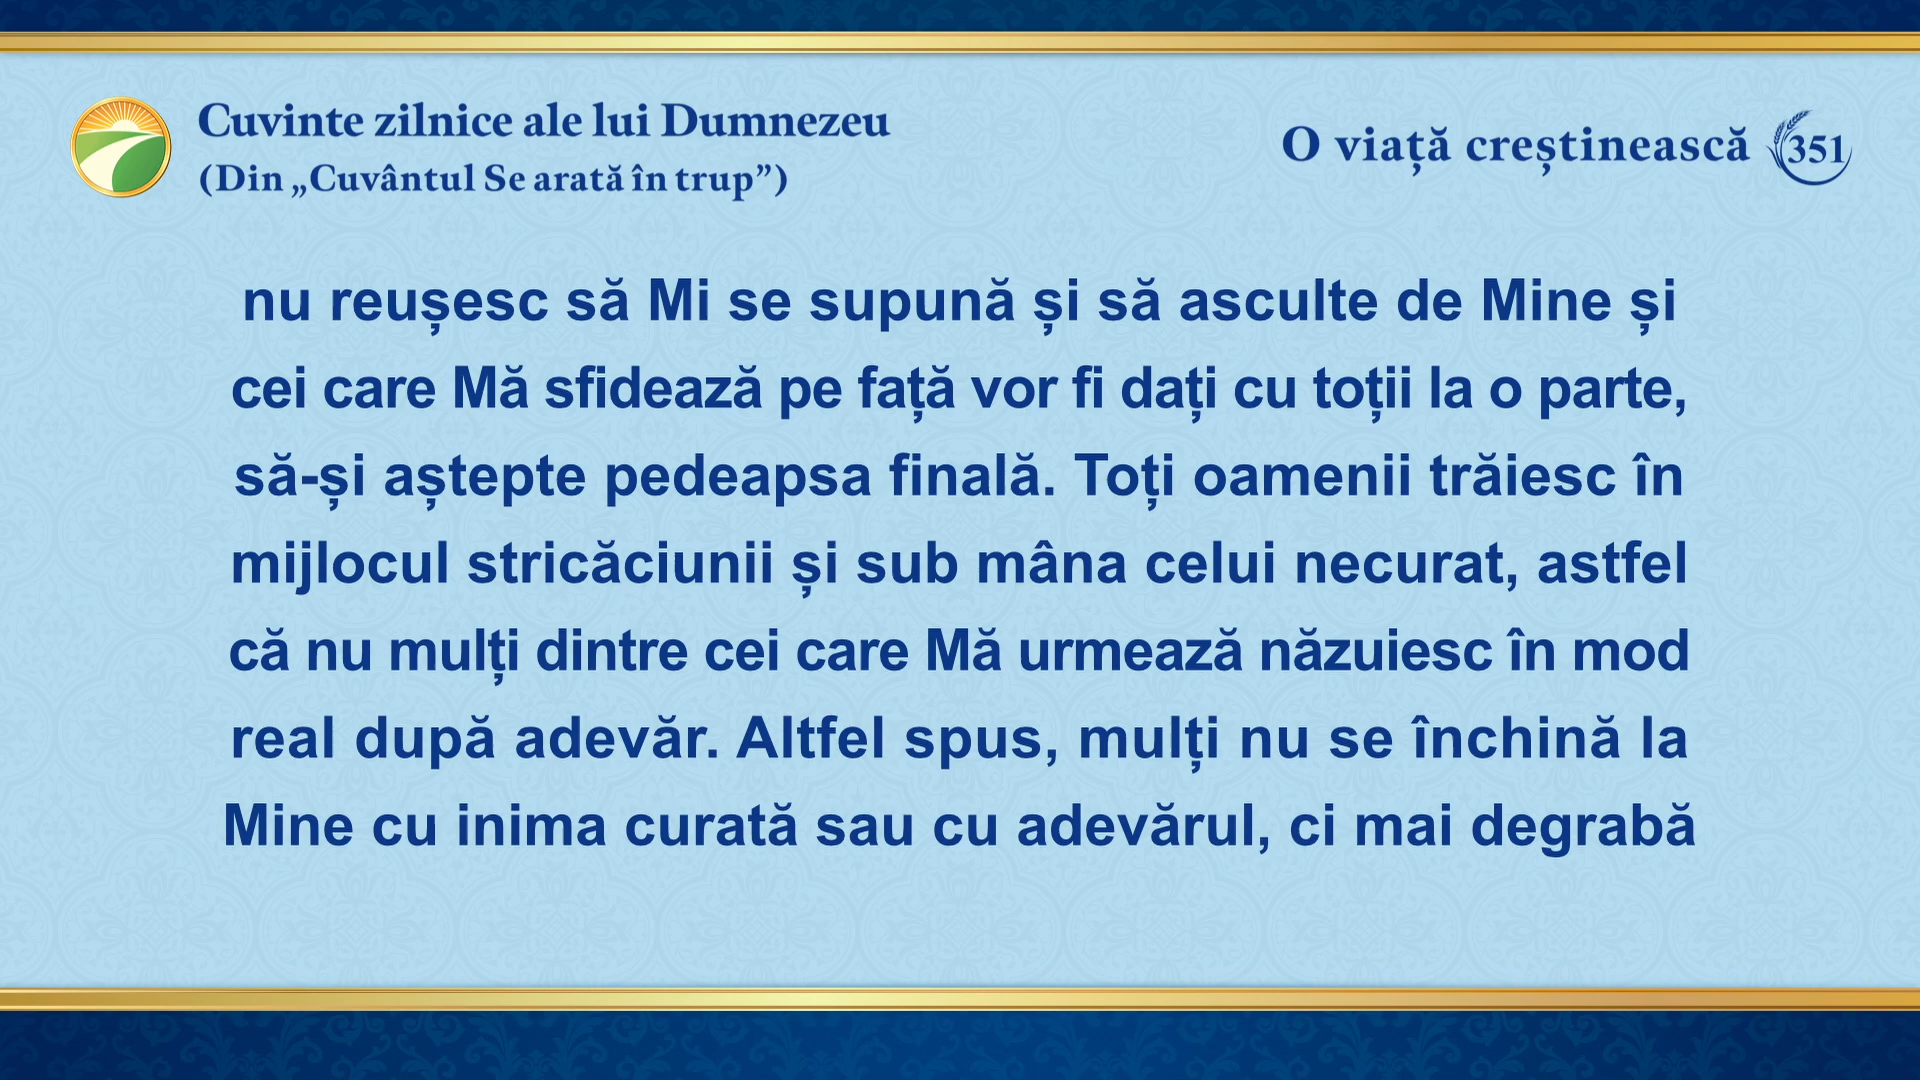 Cuvinte zilnice ale lui Dumnezeu
(Din „Cuvântul Se arată în trup”)
O viață creștinească 351
nu reușesc să Mi se supună și să asculte de Mine și
cei care Mă sfidează pe față vor fi dați cu toții la o parte,
să-și aștepte pedeapsa finală. Toți oamenii trăiesc în
mijlocul stricăciunii și sub mâna celui necurat, astfel
că nu mulți dintre cei care Mă urmează năzuiesc în mod
real după adevăr. Altfel spus, mulți nu se închină la
Mine cu inima curată sau cu adevărul, ci mai degrabă